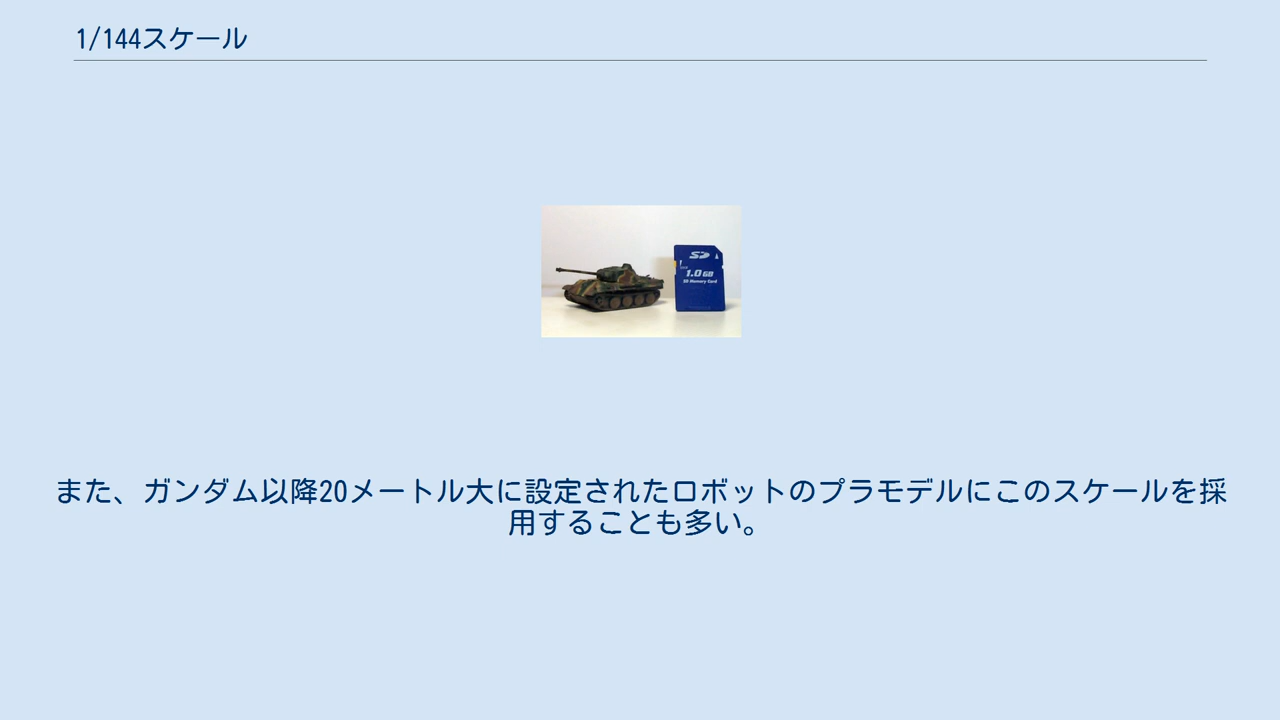 1/144スケール
SD
1.0GB
SD Memory Card
また、ガンダム以降20メートル大に設定されたロボットのプラモデルにこのスケールを採
用することも多い。